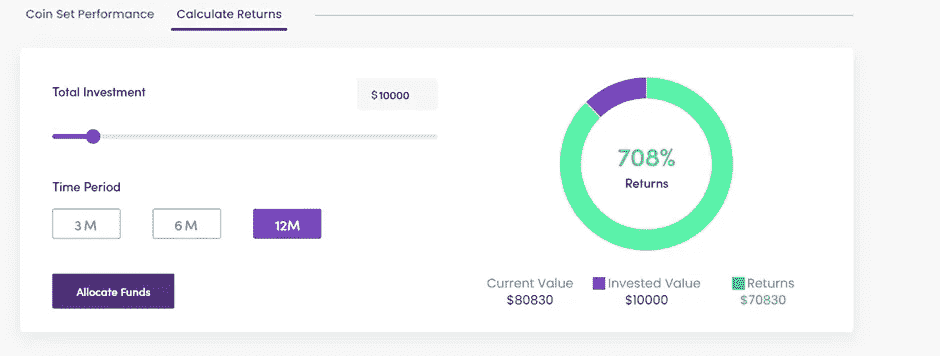 Coin Set Performance Calculate Returns
Total Investment $10000
708%
Returns
Time Period
3 M 6 M 12M
Allocate Funds
Current Value Invested Value Returns
$80830 $10000 $70830